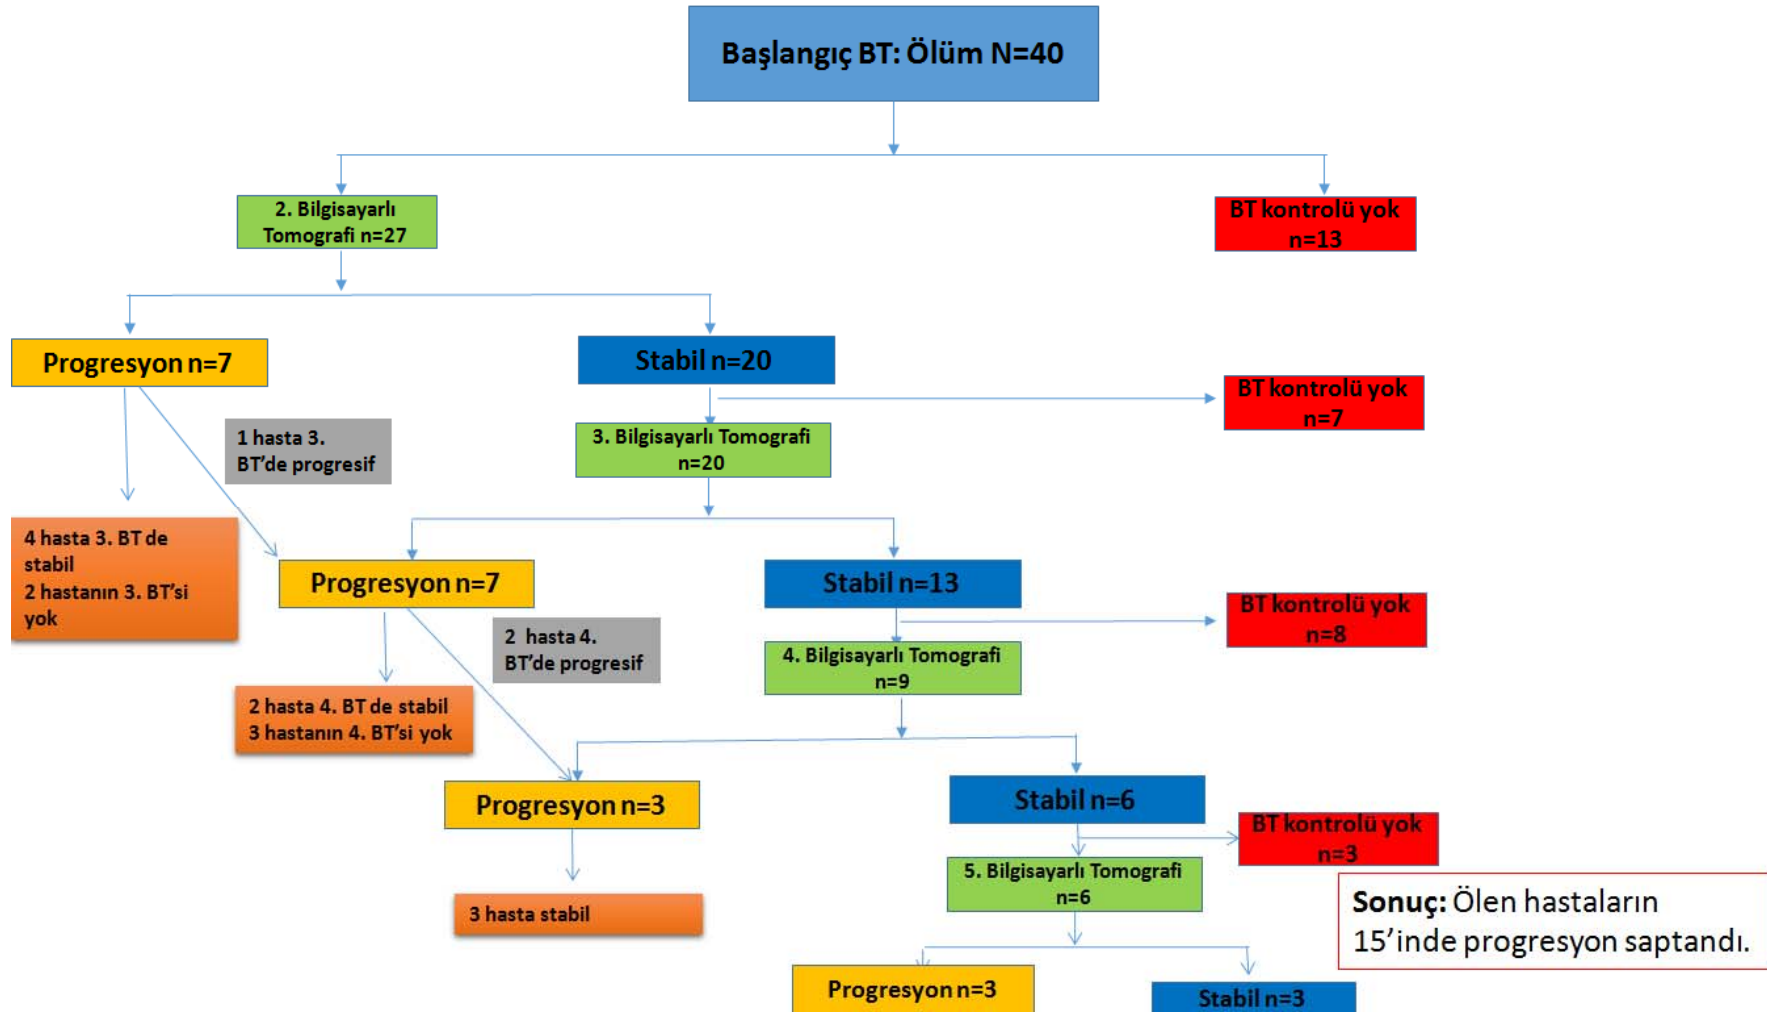 Başlangıç BT: Ölüm N=40
2. Bilgisayarlı
Tomografi n=27
BT kontrolü yok
n=13
Progresyon n=7
Stabil n=20
BT kontrolü yok
n=7
1 hasta 3.
BT’de progresif
3. Bilgisayarlı Tomografi
n=20
4 hasta 3. BT de
stabil
2 hastanın 3. BT’si
yok
Progresyon n=7
Stabil n=13
BT kontrolü yok
n=8
2 hasta 4.
BT’de progresif
4. Bilgisayarlı Tomografi
n=9
2 hasta 4. BT de stabil
3 hastanın 4. BT’si yok
Progresyon n=3
Stabil n=6
BT kontrolü yok
n=3
5. Bilgisayarlı Tomografi
n=6
3 hasta stabil
Sonuç: Ölen hastaların
15’inde progresyon saptandı.
Progresyon n=3
Stabil n=3